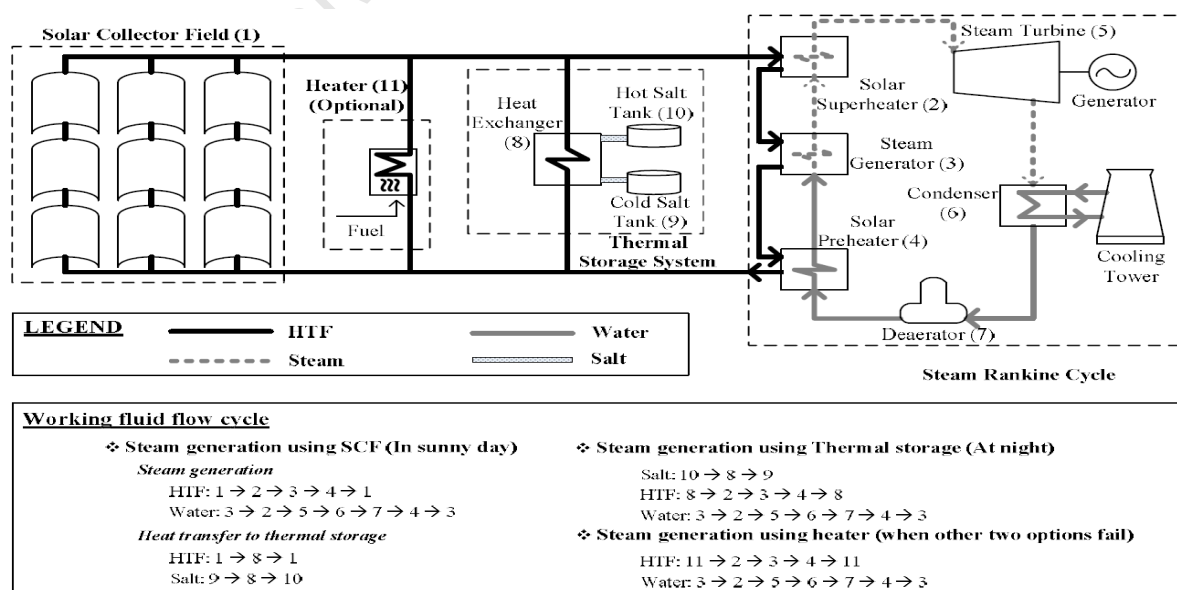 Solar Collector Field (1)
Heater (11)
(Optional)
Fuel
Heat
Exchanger
(8)
Hot Salt
Tank (10)
Cold Salt
Tank (9)
Thermal
Storage System
Solar
Superheater (2)
Steam
Generator (3)
Solar
Preheater (4)
Steam Turbine (5)
Generator
Condenser
(6)
Cooling
Tower
Deaerator (7)
Steam Rankine Cycle
LEGEND
HTF
Water
Steam
Salt
Working fluid flow cycle
❖ Steam generation using SCF (In sunny day)
Steam generation
HTF: 1 → 2 → 3 → 4 → 1
Water: 3 → 2 → 5 → 6 → 7 → 4 → 3
Heat transfer to thermal storage
HTF: 1 → 8 → 1
Salt: 9 → 8 → 10
❖ Steam generation using Thermal storage (At night)
Salt: 10 → 8 → 9
HTF: 8 → 2 → 3 → 4 → 8
Water: 3 → 2 → 5 → 6 → 7 → 4 → 3
❖ Steam generation using heater (when other two options fail)
HTF: 11 → 2 → 3 → 4 → 11
Water: 3 → 2 → 5 → 6 → 7 → 4 → 3